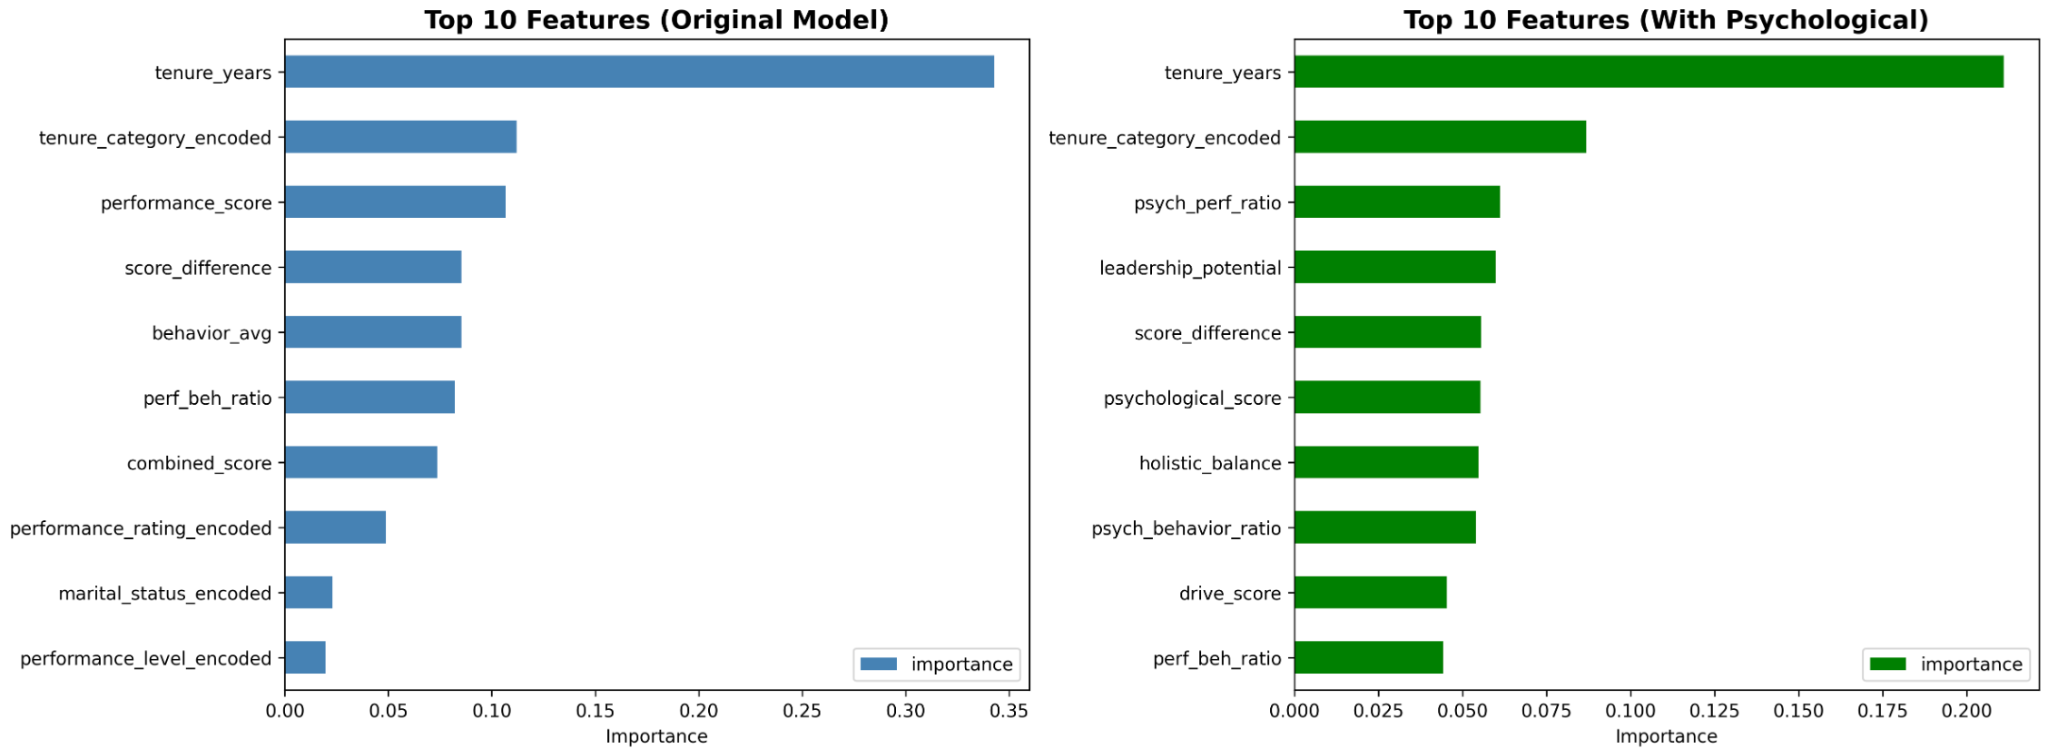 Top 10 Features (Original Model)
tenure_years
tenure_category_encoded
performance_score
score_difference
behavior_avg
perf_beh_ratio
combined_score
performance_rating_encoded
marital_status_encoded
performance_level_encoded
importance
0.00 0.05 0.10 0.15 0.20 0.25 0.30 0.35
Importance
Top 10 Features (With Psychological)
tenure_years
tenure_category_encoded
psych_perf_ratio
leadership_potential
score_difference
psychological_score
holistic_balance
psych_behavior_ratio
drive_score
perf_beh_ratio
importance
0.000 0.025 0.050 0.075 0.100 0.125 0.150 0.175 0.200
Importance